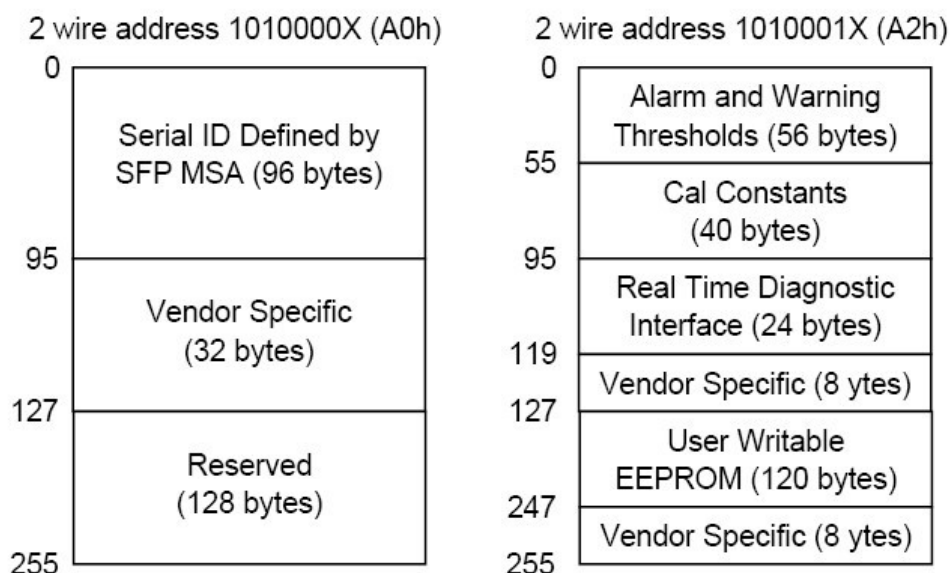 2 wire address 1010000X (A0h)
0
Serial ID Defined by
SFP MSA (96 bytes)
95
Vendor Specific
(32 bytes)
127
Reserved
(128 bytes)
255
2 wire address 1010001X (A2h)
0
Alarm and Warning
Thresholds (56 bytes)
55
Cal Constants
(40 bytes)
95
Real Time Diagnostic
Interface (24 bytes)
119
Vendor Specific (8 ytes)
127
User Writable
EEPROM (120 bytes)
247
Vendor Specific (8 ytes)
255